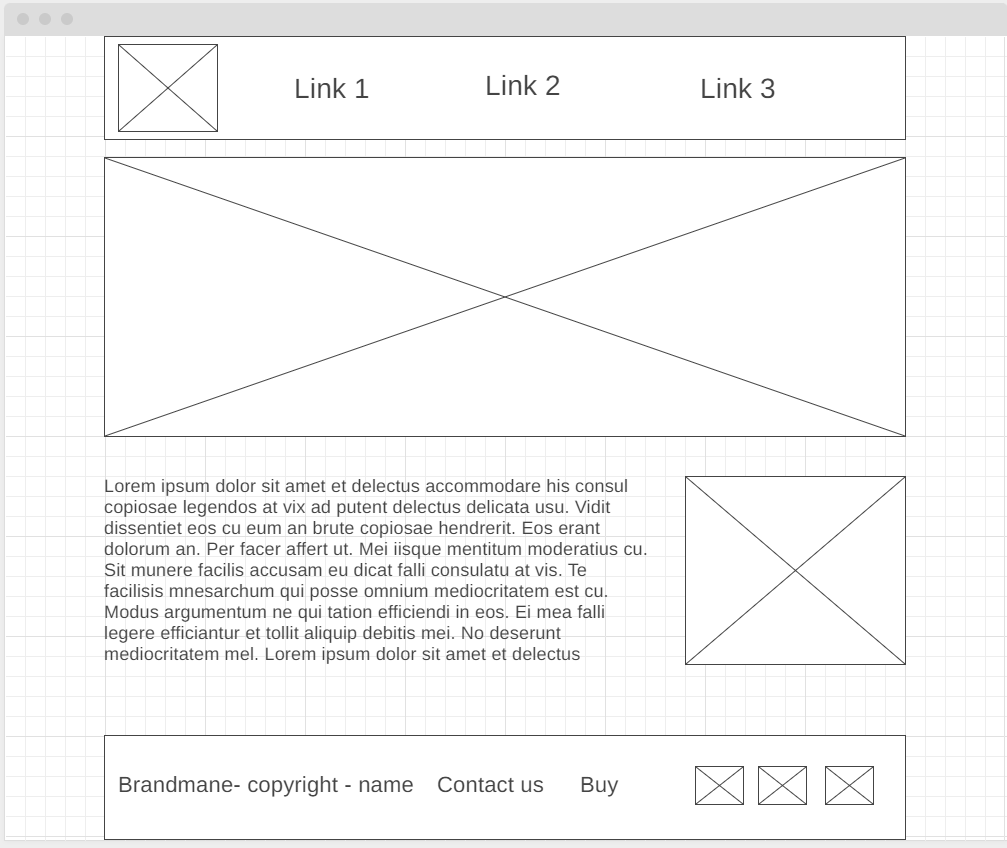 Link 1
Link 2
Link 3
Lorem ipsum dolor sit amet et delectus accommodare his consul
copiosae legendos at vix ad putent delectus delicata usu. Vidit
dissentiet eos cu eum an brute copiosae hendrerit. Eos erant
dolorum an. Per facer affert ut. Mei iisque mentitum moderatius cu.
Sit munere facilis accusam eu dicat falli consulatu at vis. Te
facilisis mnesarchum qui posse omnium mediocritatem est cu.
Modus argumentum ne qui tation efficiendi in eos. Ei mea falli
legere efficiantur et tollit aliquip debitis mei. No deserunt
mediocritatem mel. Lorem ipsum dolor sit amet et delectus
Brandmane- copyright - name
Contact us
Buy